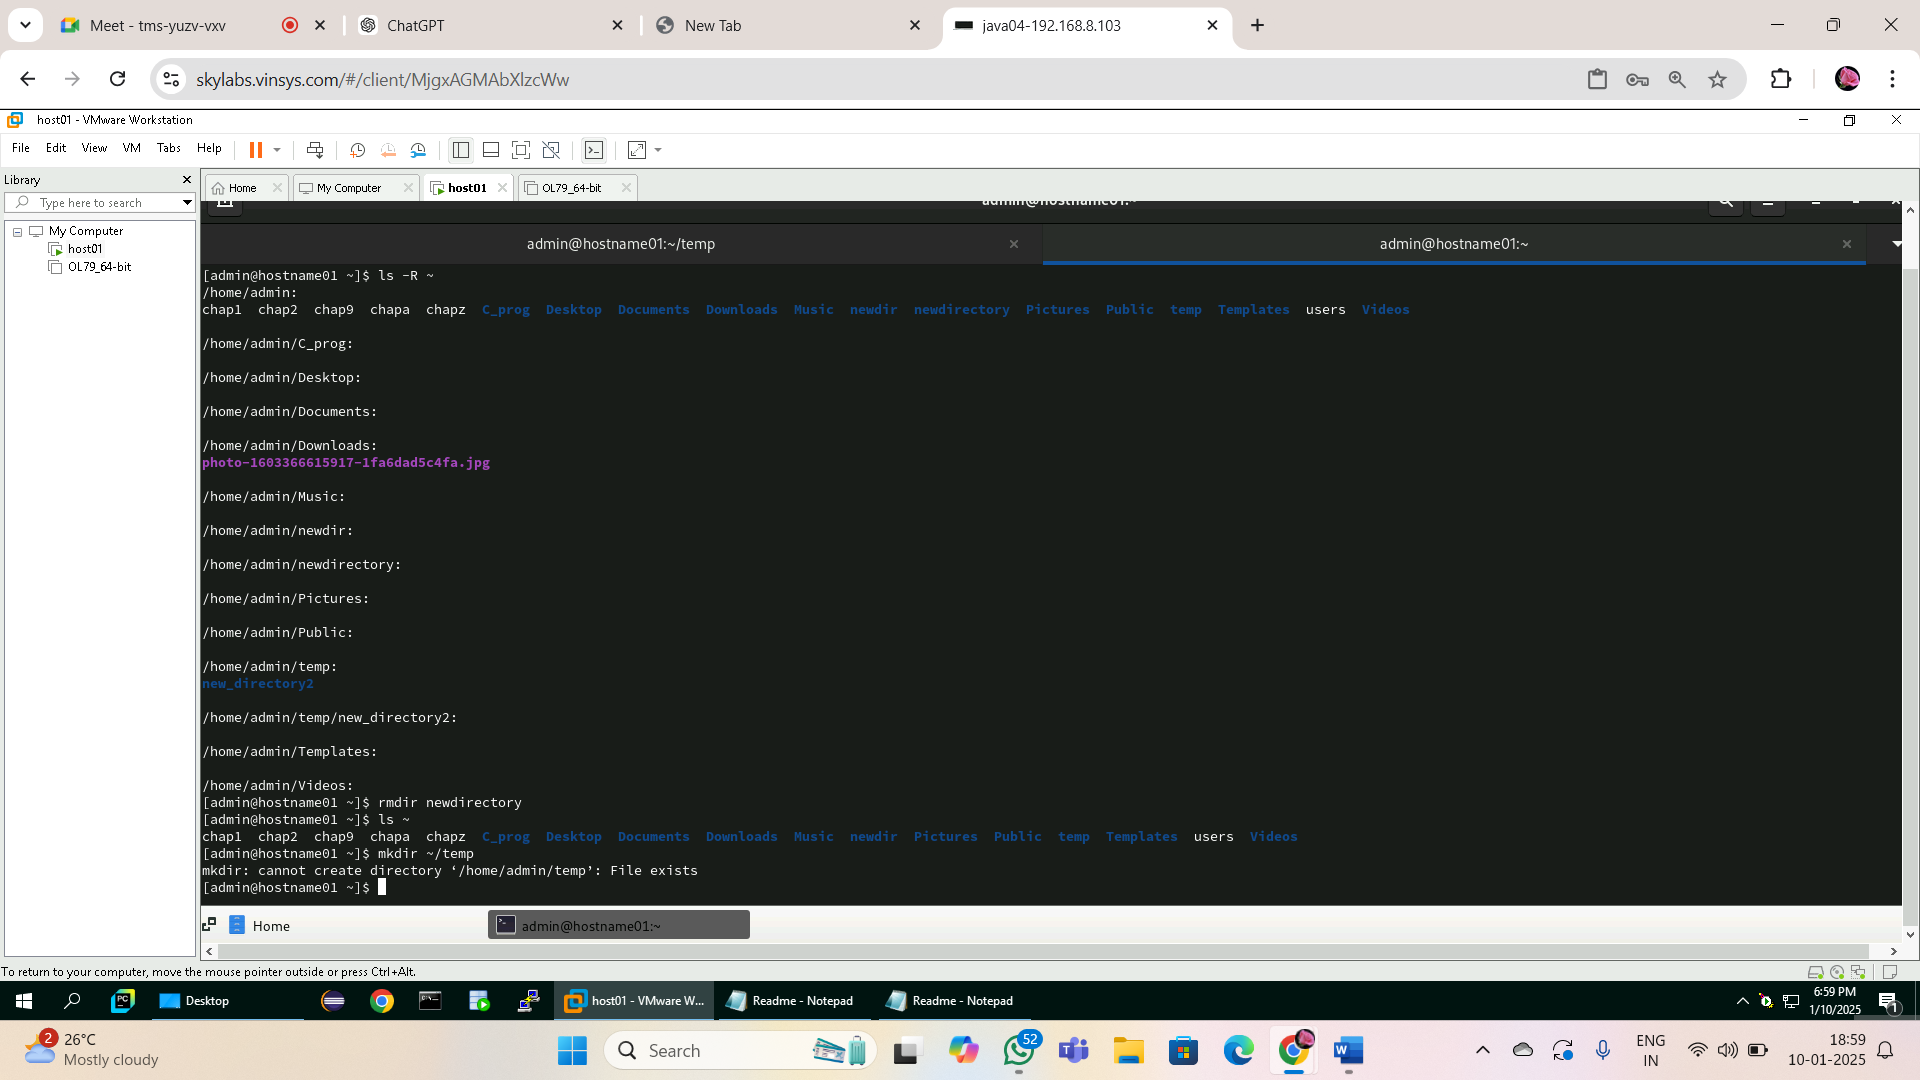 Meet - tms-yuzv-vxv
ChatGPT
New Tab
java04-192.168.8.103
skylabs.vinsys.com/#/client/MjgxAGMAbXlzcWw
host01 - VMware Workstation
File Edit View VM Tabs Help
Library
Type here to search
My Computer
host01
OL79_64-bit
Home
My Computer
host01
OL79_64-bit
admin@hostname01:~
admin@hostname01:~/temp
admin@hostname01:~
[admin@hostname01 ~]$ ls -R ~
/home/admin:
chap1 chap2 chap9 chapa chapz C_prog Desktop Documents Downloads Music newdir newdirectory Pictures Public temp Templates users Videos
/home/admin/C_prog:
/home/admin/Desktop:
/home/admin/Documents:
/home/admin/Downloads:
photo-1603366615917-1fa6dad5c4fa.jpg
/home/admin/Music:
/home/admin/newdir:
/home/admin/newdirectory:
/home/admin/Pictures:
/home/admin/Public:
/home/admin/temp:
new_directory2
/home/admin/temp/new_directory2:
/home/admin/Templates:
/home/admin/Videos:
[admin@hostname01 ~]$ rmdir newdirectory
[admin@hostname01 ~]$ ls ~
chap1 chap2 chap9 chapa chapz C_prog Desktop Documents Downloads Music newdir Pictures Public temp Templates users Videos
[admin@hostname01 ~]$ mkdir ~/temp
mkdir: cannot create directory ‘/home/admin/temp’: File exists
[admin@hostname01 ~]$
Home
admin@hostname01:~
To return to your computer, move the mouse pointer outside or press Ctrl+Alt.
PC
Desktop
host01 - VMware W...
Readme - Notepad
Readme - Notepad
6:59 PM
1/10/2025
1
2
26°C
Mostly cloudy
Search
52
ENG
IN
18:59
10-01-2025